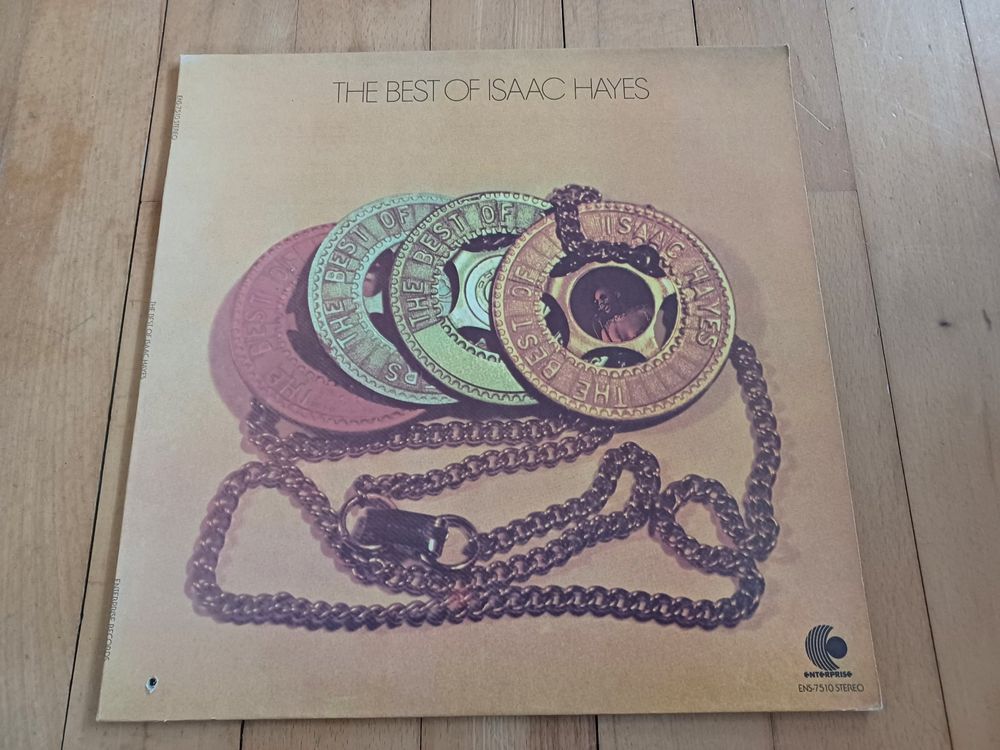 THE BEST OF ISAAC HAYES
THE BEST OF
THE BEST OF
THE BEST OF
THE BEST OF ISAAC HAYES
THE BEST OF ISAAC HAYES
ENTERPRISE RECORDS
ENTERPRISE
ENS-7510 STEREO